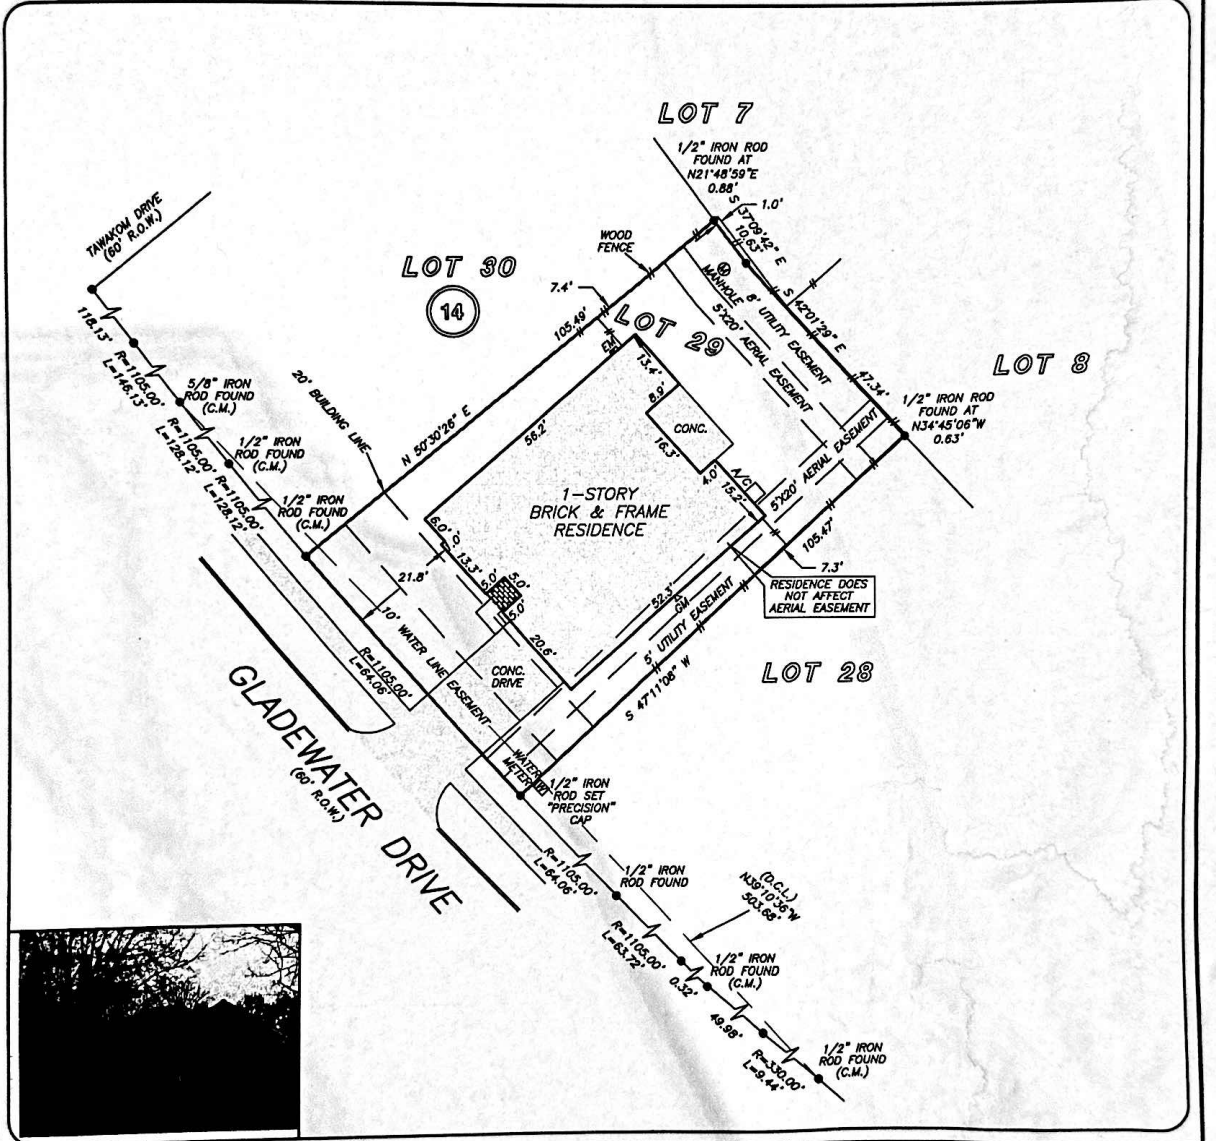 LOT 7
1/2" IRON ROD
FOUND AT
N21°48'59"E
0.88'
1.0'
S 37°09'42" E
10.63'
TAWAKOM DRIVE
(60' R.O.W.)
WOOD
FENCE
LOT 30
14
7.4'
105.49'
LOT 29
MANHOLE
8' UTILITY EASEMENT
5'X20' AERIAL EASEMENT
S 42°01'29" E
47.34'
LOT 8
1/2" IRON ROD
FOUND AT
N34°45'06"W
0.63'
118.13'
R=1105.00'
L=146.13'
5/8" IRON
ROD FOUND
(C.M.)
R=1105.00'
L=128.12'
1/2" IRON
ROD FOUND
(C.M.)
R=1105.00'
L=128.12'
1/2" IRON
ROD FOUND
(C.M.)
20' BUILDING LINE
N 50°30'26" E
EM
13.4'
8.9'
CONC.
16.3'
4.0'
A/C
15.2'
56.2'
1-STORY
BRICK & FRAME
RESIDENCE
5'X20' AERIAL EASEMENT
105.47'
7.3'
RESIDENCE DOES
NOT AFFECT
AERIAL EASEMENT
6.0'
13.3'
5.0'
5.0'
5.0'
21.8'
52.3'
GM
5' UTILITY EASEMENT
S 47°11'08" W
LOT 28
10' WATER LINE EASEMENT
20.6'
CONC.
DRIVE
R=1105.00'
L=64.06'
GLADEWATER DRIVE
(60' R.O.W.)
WATER
METER
1/2" IRON
ROD SET
"PRECISION"
CAP
R=1105.00'
L=64.06'
1/2" IRON
ROD FOUND
(D.C.L.)
N39°10'36"W
503.68'
R=1105.00'
L=63.72'
1/2" IRON
ROD FOUND
(C.M.)
0.32'
49.98'
1/2" IRON
ROD FOUND
(C.M.)
R=330.00'
L=9.44'